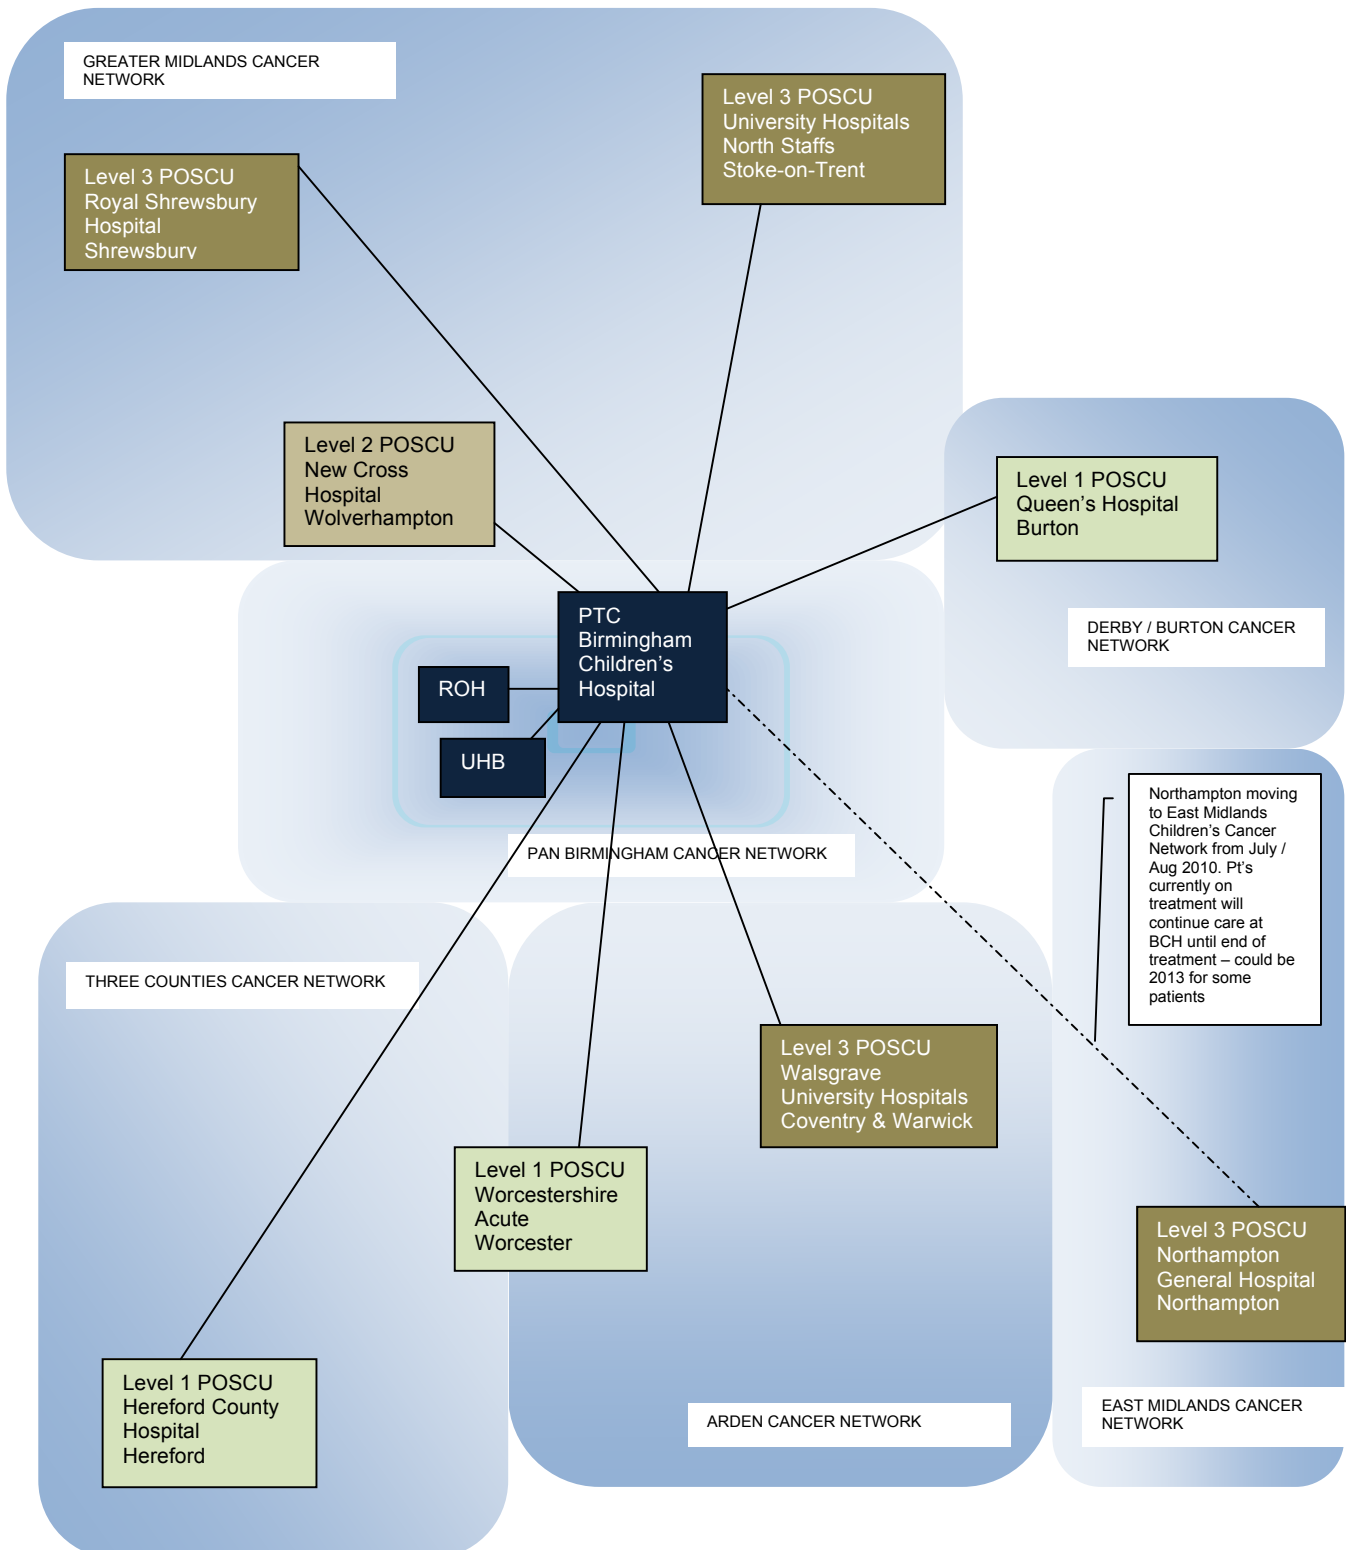 GREATER MIDLANDS CANCER
NETWORK
Level 3 POSCU
University Hospitals
North Staffs
Stoke-on-Trent
Level 3 POSCU
Royal Shrewsbury
Hospital
Shrewsbury
Level 2 POSCU
New Cross
Hospital
Wolverhampton
Level 1 POSCU
Queen’s Hospital
Burton
DERBY / BURTON CANCER
NETWORK
PTC
Birmingham
Children’s
Hospital
ROH
UHB
PAN BIRMINGHAM CANCER NETWORK
Northampton moving
to East Midlands
Children’s Cancer
Network from July /
Aug 2010. Pt’s
currently on
treatment will
continue care at
BCH until end of
treatment – could be
2013 for some
patients
THREE COUNTIES CANCER NETWORK
Level 3 POSCU
Walsgrave
University Hospitals
Coventry & Warwick
Level 1 POSCU
Worcestershire
Acute
Worcester
Level 3 POSCU
Northampton
General Hospital
Northampton
Level 1 POSCU
Hereford County
Hospital
Hereford
ARDEN CANCER NETWORK
EAST MIDLANDS CANCER
NETWORK